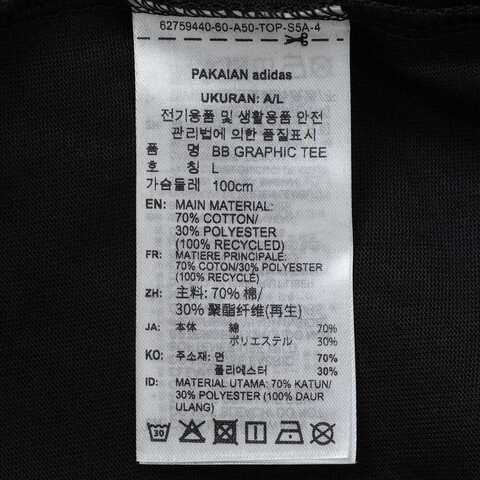 62759440-60-A50-TOP-S5A-4
PAKAIAN adidas
UKURAN: A/L
전기용품 및 생활용품 안전
관리법에 의한 품질표시
품 명 BB GRAPHIC TEE
호 칭 L
가슴둘레 100cm
EN: MAIN MATERIAL:
70% COTTON/
30% POLYESTER
(100% RECYCLED)
FR: MATIERE PRINCIPALE:
70% COTON/30% POLYESTER
(100% RECYCLÉ)
ZH: 主料: 70% 棉/
30% 聚酯纤维(再生)
JA: 本体 綿 70%
ポリエステル 30%
KO: 주소재: 면 70%
폴리에스터 30%
ID: MATERIAL UTAMA: 70% KATUN/
30% POLYESTER (100% DAUR
ULANG)
30